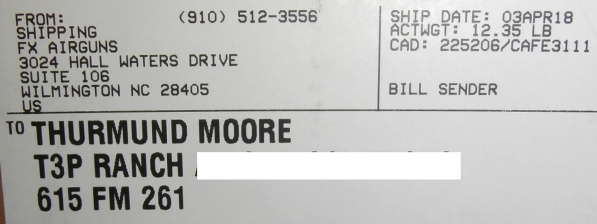 FROM: (910) 512-3556
SHIPPING
FX AIRGUNS
3024 HALL WATERS DRIVE
SUITE 106
WILMINGTON NC 28405
US
SHIP DATE: 03APR18
ACTWGT: 12.35 LB
CAD: 225206/CAFE3111
BILL SENDER
TO THURMUND MOORE
T3P RANCH
615 FM 261